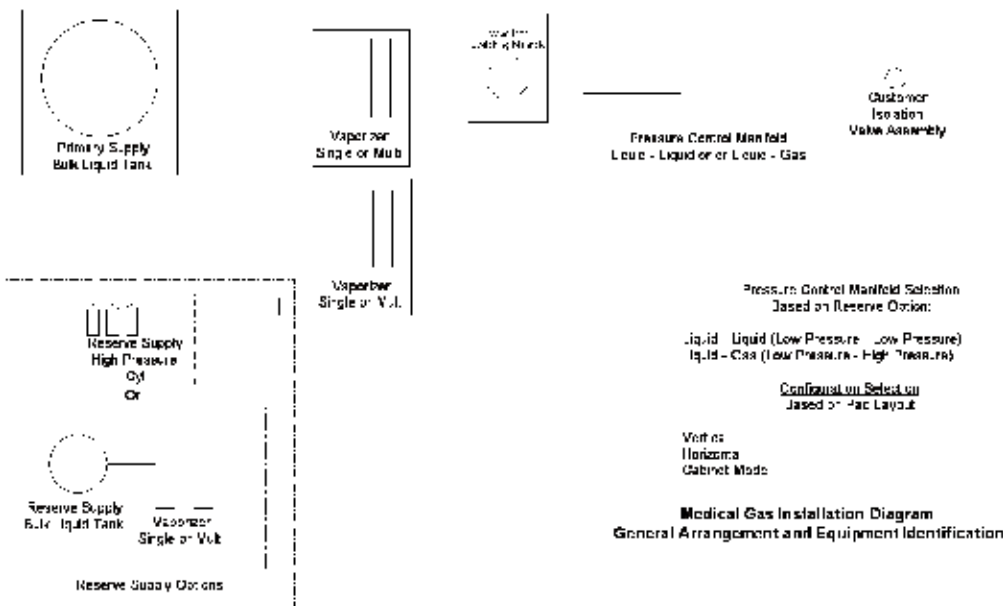 Primary Supply
Bulk Liquid Tank
Vaporizer
Single or Multi
Pressure Control Manifold
Liquid - Liquid or Liquid - Gas
Customer
Isolation
Valve Assembly
Vaporizer
Single or Mult.
Reserve Supply
High Pressure
Cyl
Or
Reserve Supply
Bulk Liquid Tank
Vaporizer
Single or Mult
Reserve Supply Options
Pressure Control Manifold Selection
Based on Reserve Option:
Liquid - Liquid (Low Pressure - Low Pressure)
Liquid - Gas (Low Pressure - High Pressure)
Configuration Selection
Based on Pad Layout
Vertical
Horizontal
Cabinet Mode
Medical Gas Installation Diagram
General Arrangement and Equipment Identification